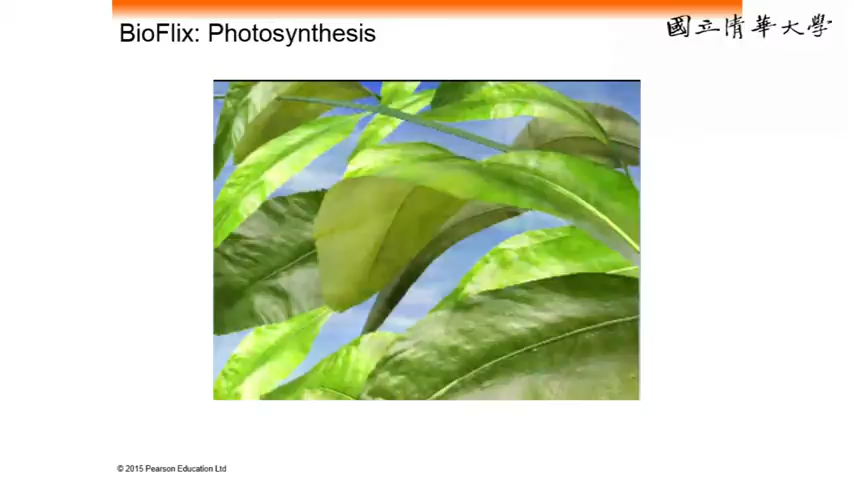 BioFlix: Photosynthesis
國立清華大學
© 2015 Pearson Education Ltd